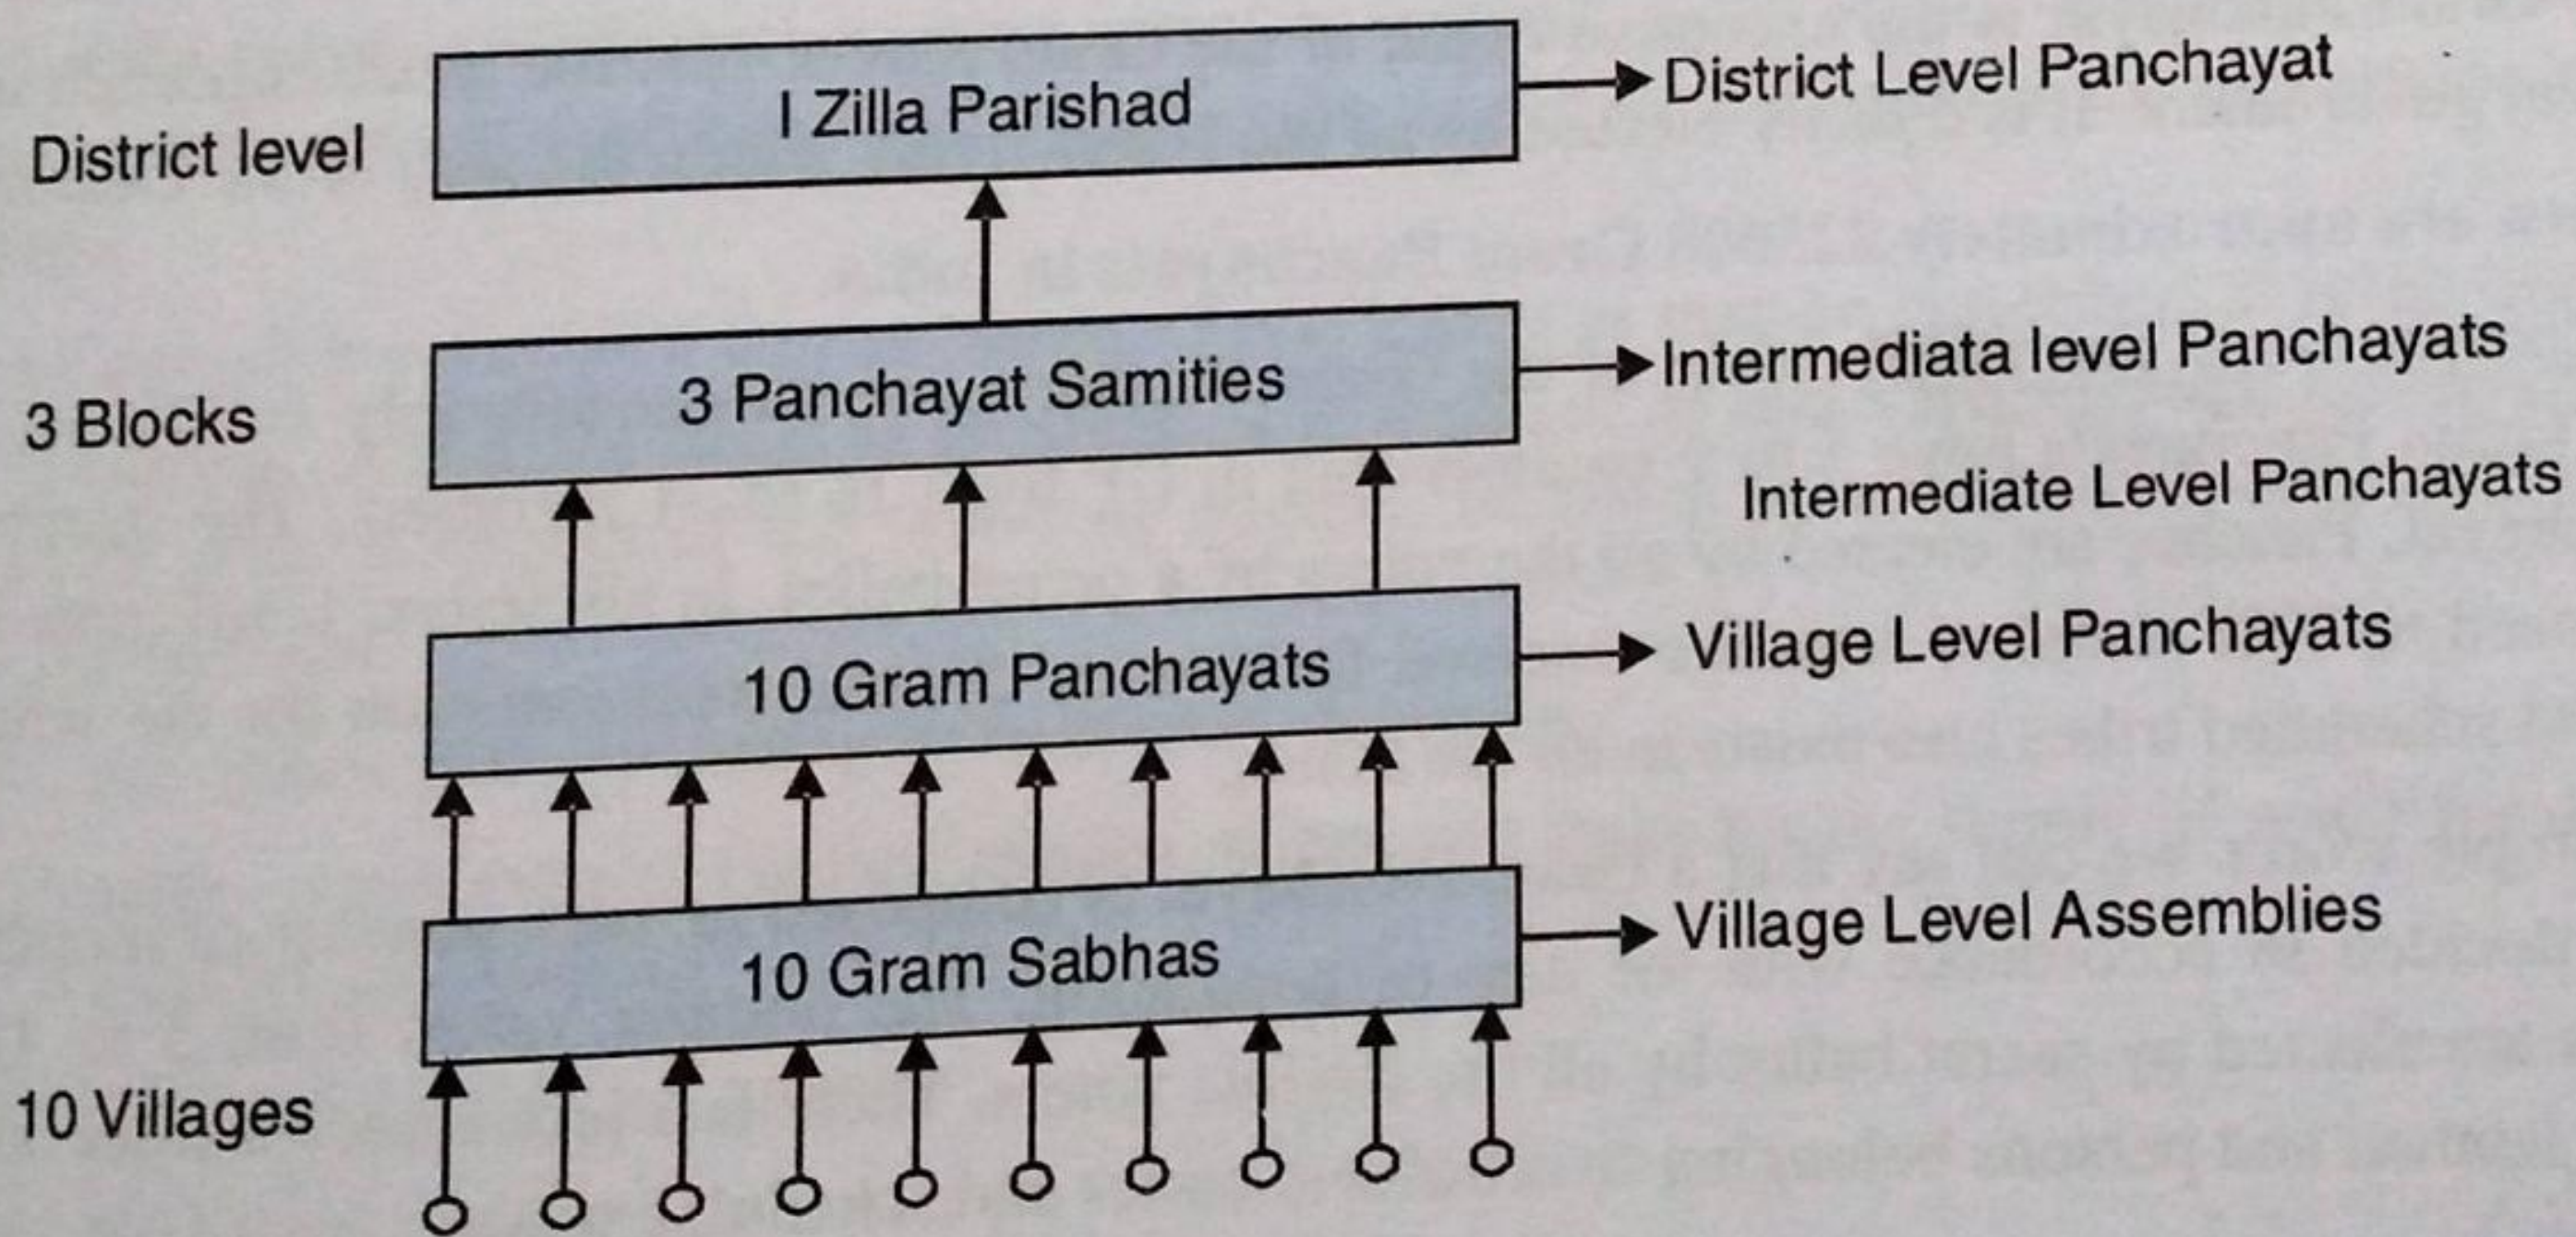 I Zilla Parishad
District Level Panchayat
District level
3 Panchayat Samities
Intermediata level Panchayats
3 Blocks
Intermediate Level Panchayats
10 Gram Panchayats
Village Level Panchayats
10 Gram Sabhas
Village Level Assemblies
10 Villages